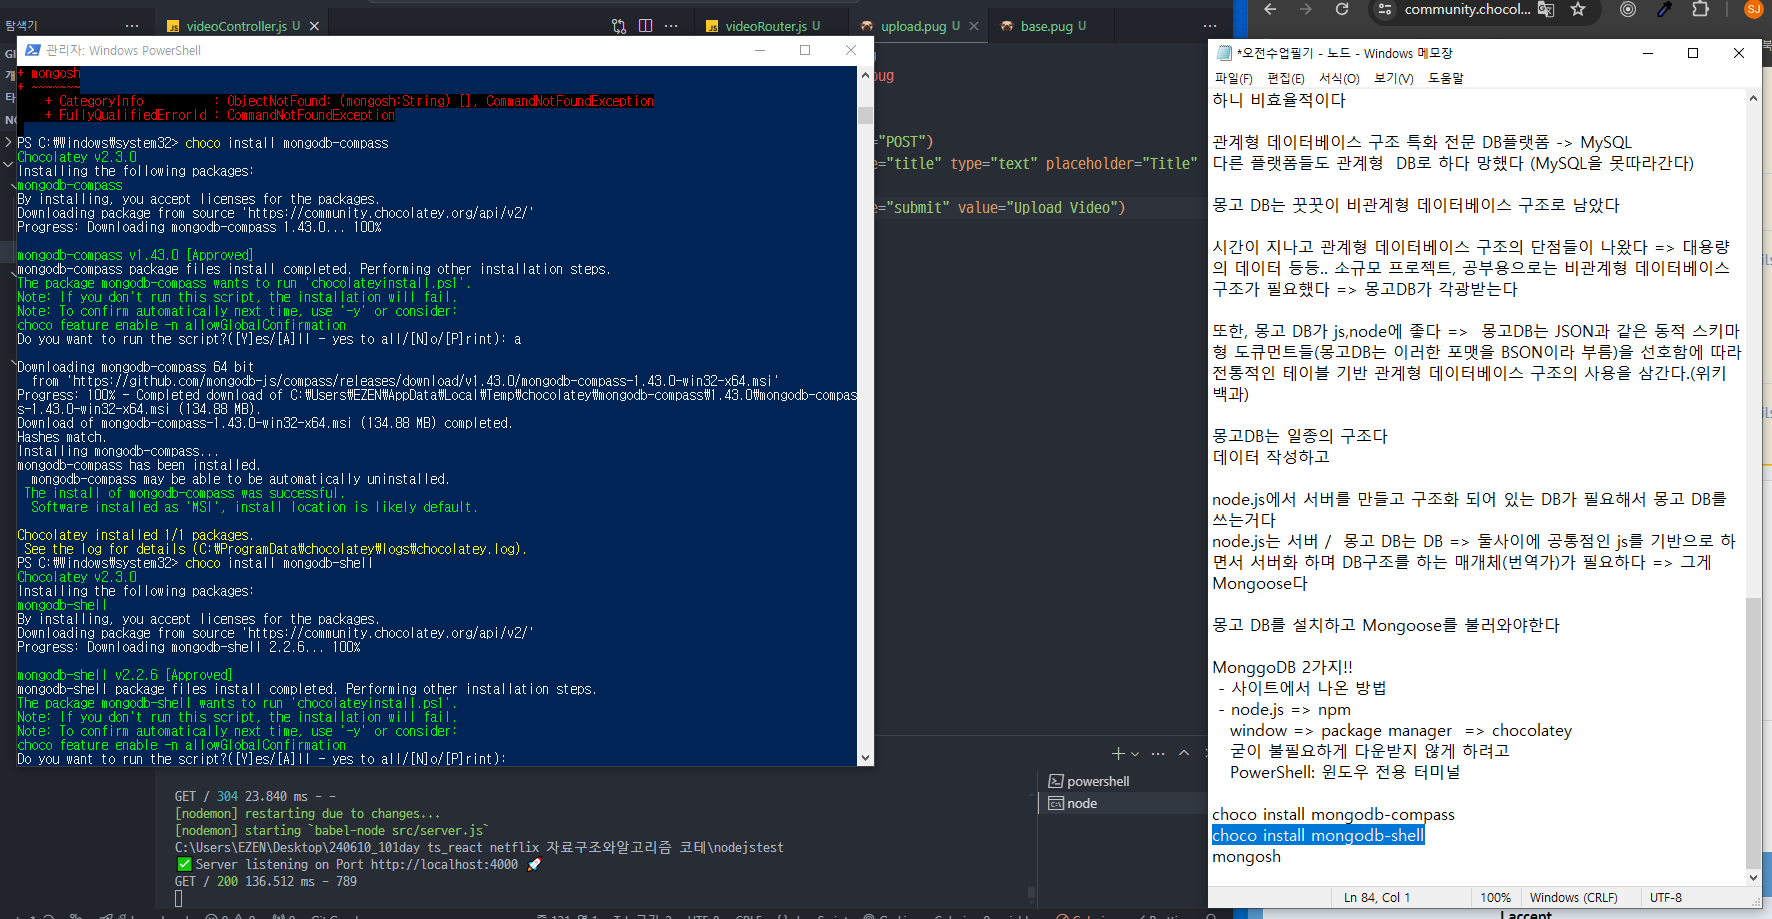 탐색기
videoController.js U
videoRouter.js U
upload.pug U
base.pug U
community.chocol...
SJ
관리자: Windows PowerShell
+ mongosh
+ ~~~~~~~
+ CategoryInfo : ObjectNotFound: (mongosh:String) [], CommandNotFoundException
+ FullyQualifiedErrorId : CommandNotFoundException
PS C:₩Windows₩system32> choco install mongodb-compass
Chocolatey v2.3.0
Installing the following packages:
mongodb-compass
By installing, you accept licenses for the packages.
Downloading package from source 'https://community.chocolatey.org/api/v2/'
Progress: Downloading mongodb-compass 1.43.0... 100%
mongodb-compass v1.43.0 [Approved]
mongodb-compass package files install completed. Performing other installation steps.
The package mongodb-compass wants to run 'chocolateyInstall.ps1'.
Note: If you don't run this script, the installation will fail.
Note: To confirm automatically next time, use '-y' or consider:
choco feature enable -n allowGlobalConfirmation
Do you want to run the script?([Y]es/[A]ll - yes to all/[N]o/[P]rint): a
Downloading mongodb-compass 64 bit
from 'https://github.com/mongodb-js/compass/releases/download/v1.43.0/mongodb-compass-1.43.0-win32-x64.msi'
Progress: 100% - Completed download of C:₩Users₩EZEN₩AppData₩Local₩Temp₩chocolatey₩mongodb-compass₩1.43.0₩mongodb-compas
s-1.43.0-win32-x64.msi (134.88 MB).
Download of mongodb-compass-1.43.0-win32-x64.msi (134.88 MB) completed.
Hashes match.
Installing mongodb-compass...
mongodb-compass has been installed.
mongodb-compass may be able to be automatically uninstalled.
The install of mongodb-compass was successful.
Software installed as 'MSI', install location is likely default.
Chocolatey installed 1/1 packages.
See the log for details (C:₩ProgramData₩chocolatey₩logs₩chocolatey.log).
PS C:₩Windows₩system32> choco install mongodb-shell
Chocolatey v2.3.0
Installing the following packages:
mongodb-shell
By installing, you accept licenses for the packages.
Downloading package from source 'https://community.chocolatey.org/api/v2/'
Progress: Downloading mongodb-shell 2.2.6... 100%
mongodb-shell v2.2.6 [Approved]
mongodb-shell package files install completed. Performing other installation steps.
The package mongodb-shell wants to run 'chocolateyInstall.ps1'.
Note: If you don't run this script, the installation will fail.
Note: To confirm automatically next time, use '-y' or consider:
choco feature enable -n allowGlobalConfirmation
Do you want to run the script?([Y]es/[A]ll - yes to all/[N]o/[P]rint):
="POST")
="title" type="text" placeholder="Title"
="submit" value="Upload Video")
powershell
node
GET / 304 23.840 ms - -
[nodemon] restarting due to changes...
[nodemon] starting `babel-node src/server.js`
C:\Users\EZEN\Desktop\240610_101day ts_react netflix 자료구조와알고리즘 코테\nodejstest
✅ Server listening on Port http://localhost:4000 🚀
GET / 200 136.512 ms - 789
*오전수업필기 - 노드 - Windows 메모장
파일(F) 편집(E) 서식(O) 보기(V) 도움말
하니 비효율적이다
관계형 데이터베이스 구조 특화 전문 DB플랫폼 -> MySQL
다른 플랫폼들도 관계형  DB로 하다 망했다 (MySQL을 못따라간다)
몽고 DB는 꿋꿋이 비관계형 데이터베이스 구조로 남았다
시간이 지나고 관계형 데이터베이스 구조의 단점들이 나왔다 => 대용량
의 데이터 등등.. 소규모 프로젝트, 공부용으로는 비관계형 데이터베이스
구조가 필요했다 => 몽고DB가 각광받는다
또한, 몽고 DB가 js,node에 좋다 =>  몽고DB는 JSON과 같은 동적 스키마
형 도큐먼트들(몽고DB는 이러한 포맷을 BSON이라 부름)을 선호함에 따라
전통적인 테이블 기반 관계형 데이터베이스 구조의 사용을 삼간다.(위키
백과)
몽고DB는 일종의 구조다
데이터 작성하고
node.js에서 서버를 만들고 구조화 되어 있는 DB가 필요해서 몽고 DB를
쓰는거다
node.js는 서버 /  몽고 DB는 DB => 둘사이에 공통점인 js를 기반으로 하
면서 서버화 하며 DB구조를 하는 매개체(번역가)가 필요하다 => 그게
Mongoose다
몽고 DB를 설치하고 Mongoose를 불러와야한다
MonggoDB 2가지!!
- 사이트에서 나온 방법
- node.js => npm
window => package manager  => chocolatey
굳이 불필요하게 다운받지 않게 하려고
PowerShell: 윈도우 전용 터미널
choco install mongodb-compass
choco install mongodb-shell
mongosh
Ln 84, Col 1 100% Windows (CRLF) UTF-8